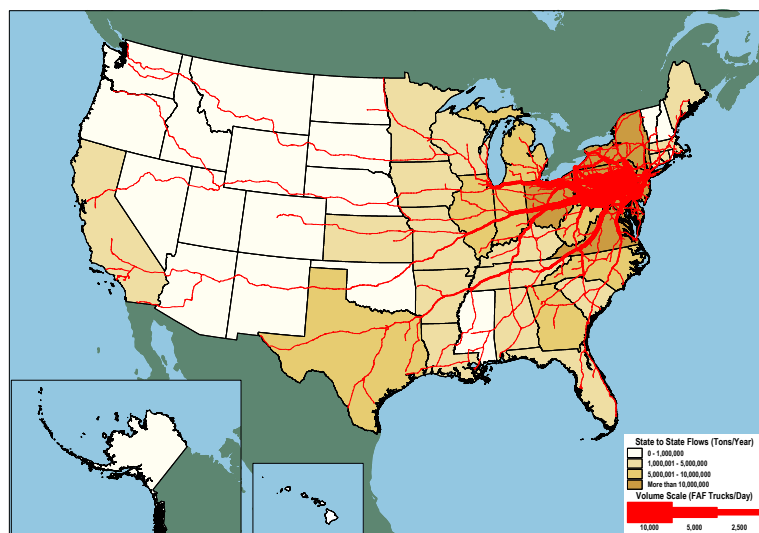 State to State Flows (Tons/Year)
0 - 1,000,000
1,000,001 - 5,000,000
5,000,001 - 10,000,000
More than 10,000,000
Volume Scale (FAF Trucks/Day)
10,000 5,000 2,500